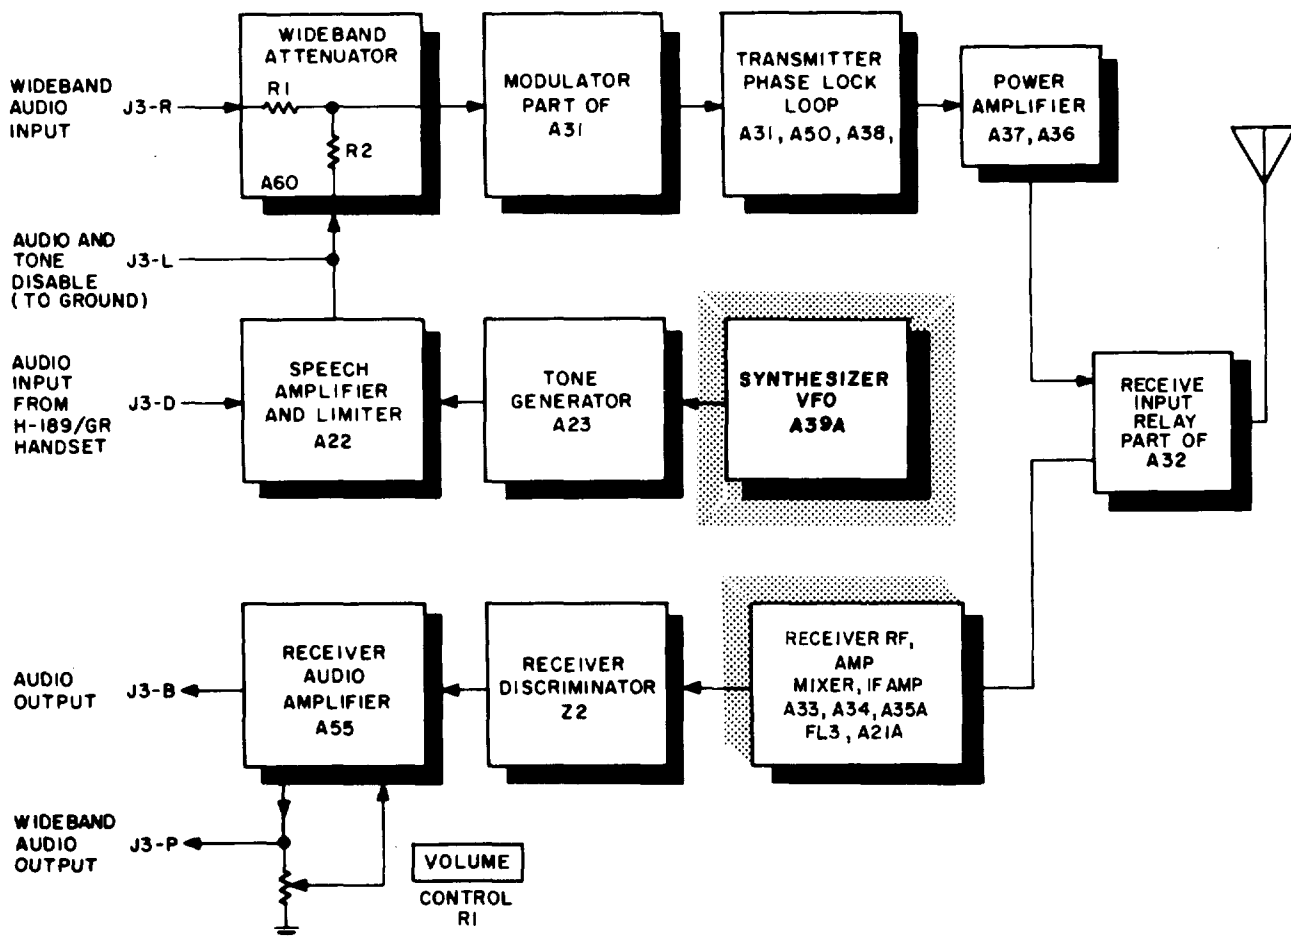 WIDEBAND
AUDIO
INPUT
J3-R
WIDEBAND
ATTENUATOR
R1
R2
A60
MODULATOR
PART OF
A31
TRANSMITTER
PHASE LOCK
LOOP
A31, A50, A38,
POWER
AMPLIFIER
A37, A36
AUDIO AND
TONE
DISABLE
(TO GROUND)
J3-L
AUDIO
INPUT
FROM
H-189/GR
HANDSET
J3-D
SPEECH
AMPLIFIER
AND LIMITER
A22
TONE
GENERATOR
A23
SYNTHESIZER
VFO
A39A
RECEIVE
INPUT
RELAY
PART OF
A32
AUDIO
OUTPUT
J3-B
RECEIVER
AUDIO
AMPLIFIER
A55
RECEIVER
DISCRIMINATOR
Z2
RECEIVER RF,
AMP
MIXER, IF AMP
A33, A34, A35A
FL3, A21A
WIDEBAND
AUDIO
OUTPUT
J3-P
VOLUME
CONTROL
R1